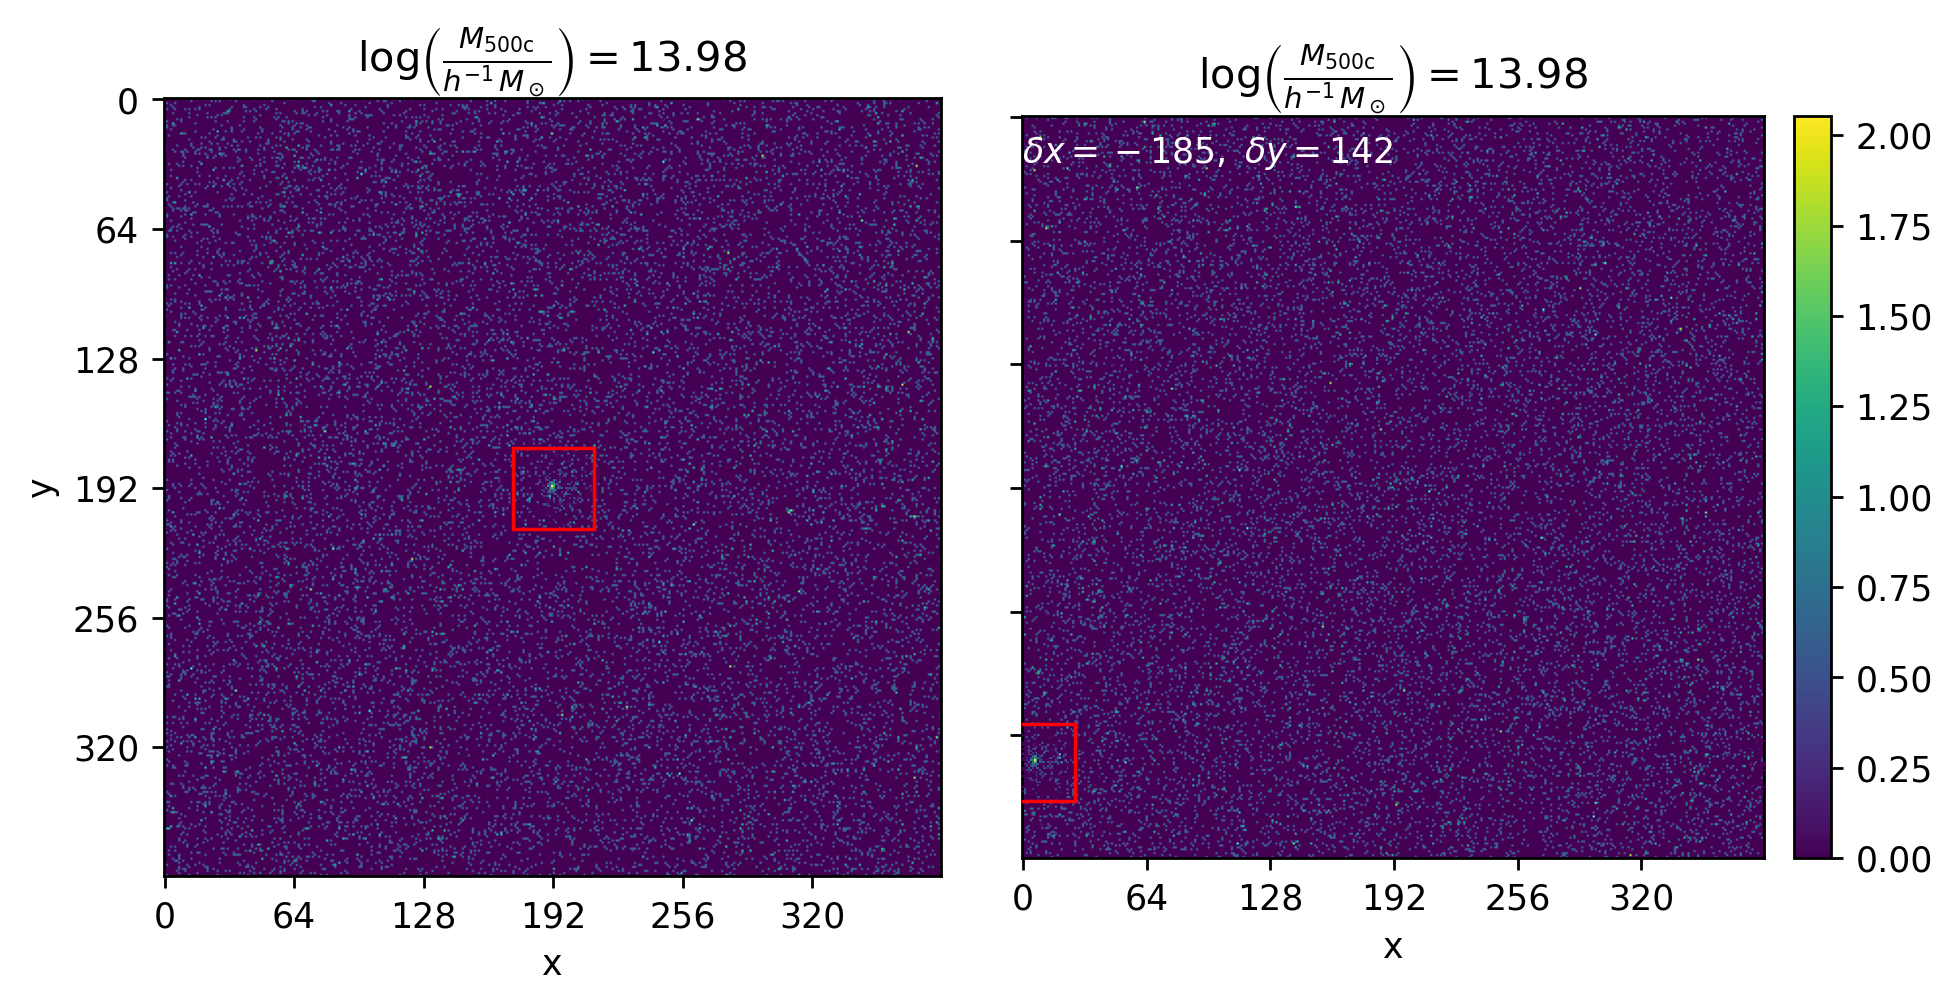 log(M500c / h⁻¹ M⊙) = 13.98
0
64
128
192
256
320
y
0 64 128 192 256 320
x
log(M500c / h⁻¹ M⊙) = 13.98
δx = − 185, δy = 142
0 64 128 192 256 320
x
2.00
1.75
1.50
1.25
1.00
0.75
0.50
0.25
0.00